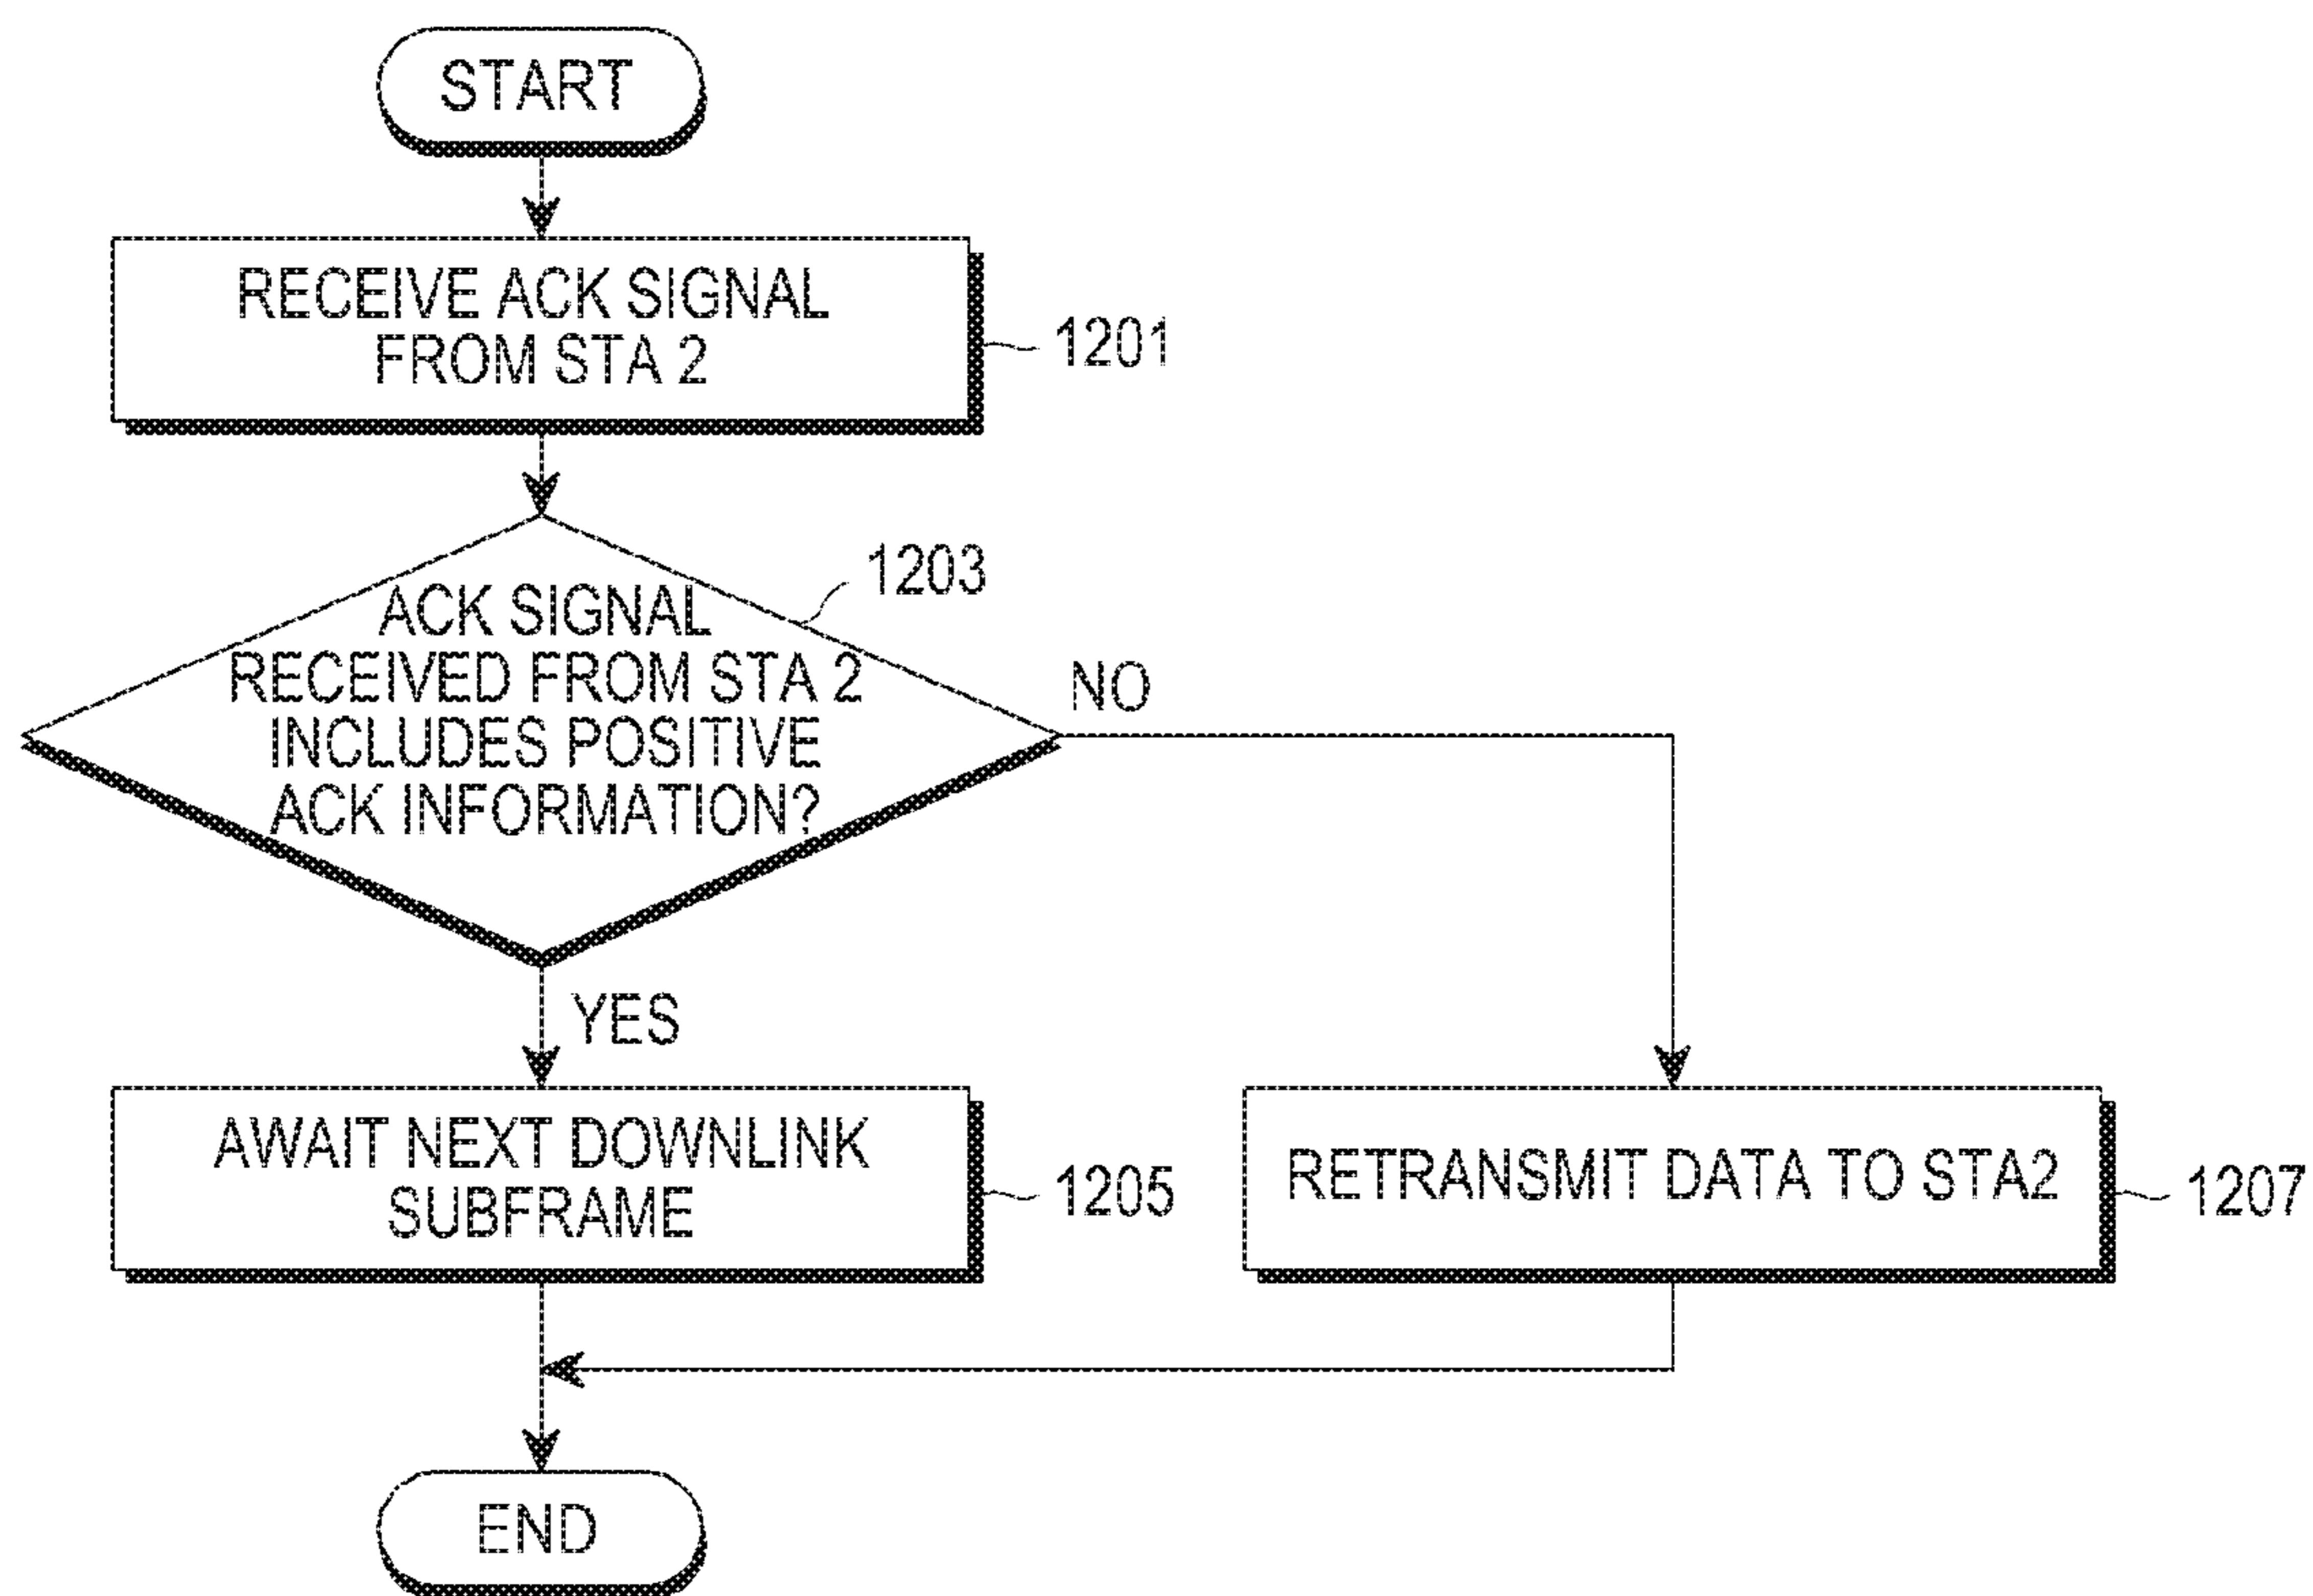 START
RECEIVE ACK SIGNAL
FROM STA 2
1201
1203
ACK SIGNAL
RECEIVED FROM STA 2
INCLUDES POSITIVE
ACK INFORMATION?
NO
YES
AWAIT NEXT DOWNLINK
SUBFRAME
1205
RETRANSMIT DATA TO STA2
1207
END